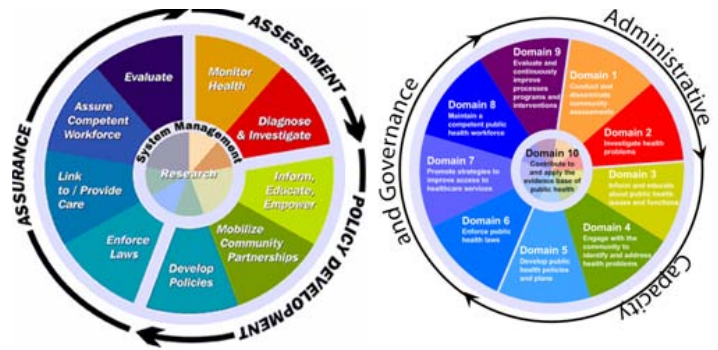 ASSESSMENT
POLICY DEVELOPMENT
ASSURANCE
Monitor
Health
Diagnose
& Investigate
Inform,
Educate,
Empower
Mobilize
Community
Partnerships
Develop
Policies
Enforce
Laws
Link
to / Provide
Care
Assure
Competent
Workforce
Evaluate
System Management
Research
Administrative
Capacity
and Governance
Domain 1
Conduct and
disseminate
community
assessments
Domain 2
Investigate health
problems
Domain 3
Inform and educate
about public health
issues and functions
Domain 4
Engage with the
community to
identify and address
health problems
Domain 5
Develop public
health policies
and plans
Domain 6
Enforce public
health laws
Domain 7
Promote strategies to
improve access to
healthcare services
Domain 8
Maintain a
competent public
health workforce
Domain 9
Evaluate and
continuously
improve
processes
programs and
interventions
Domain 10
Contribute to
and apply the
evidence base of
public health